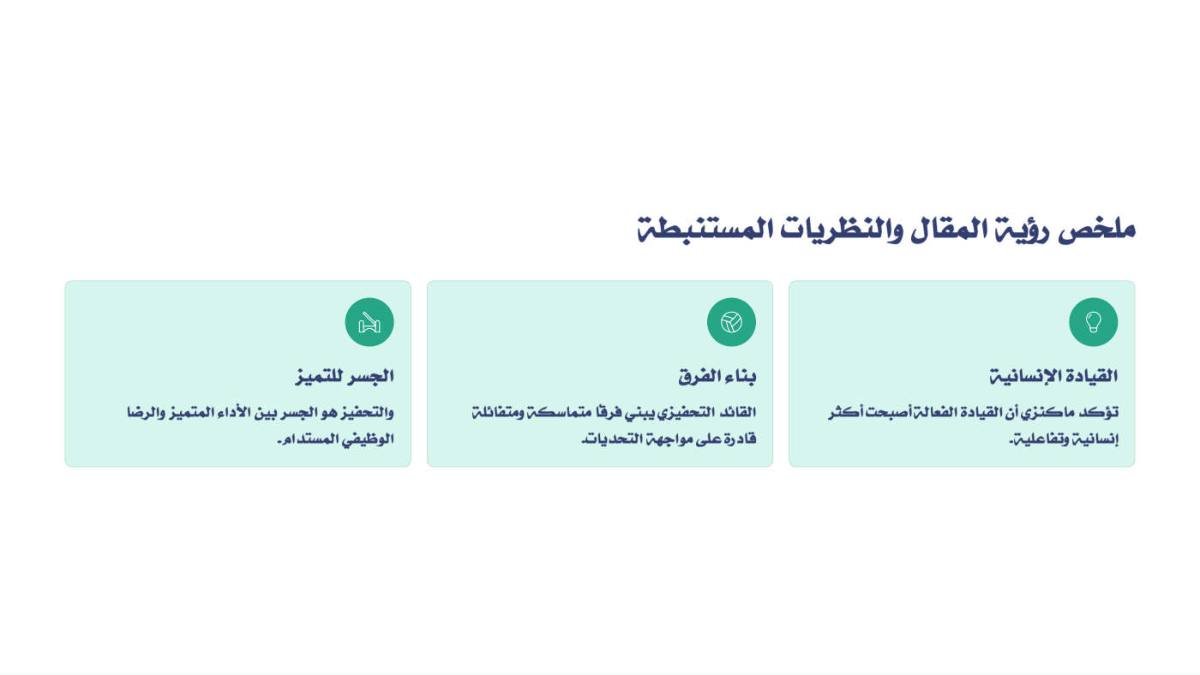 ملخص رؤية المقال والنظريات المستنبطة
القيادة الإنسانية
تؤكد ماكنزي أن القيادة الفعالة أصبحت أكثر
إنسانية وتفاعلية.
بناء الفرق
القائد التحفيزي يبني فرقًا متماسكة ومتفائلة
قادرة على مواجهة التحديات.
الجسر للتميز
والتحفيز هو الجسر بين الأداء المتميز والرضا
الوظيفي المستدام.